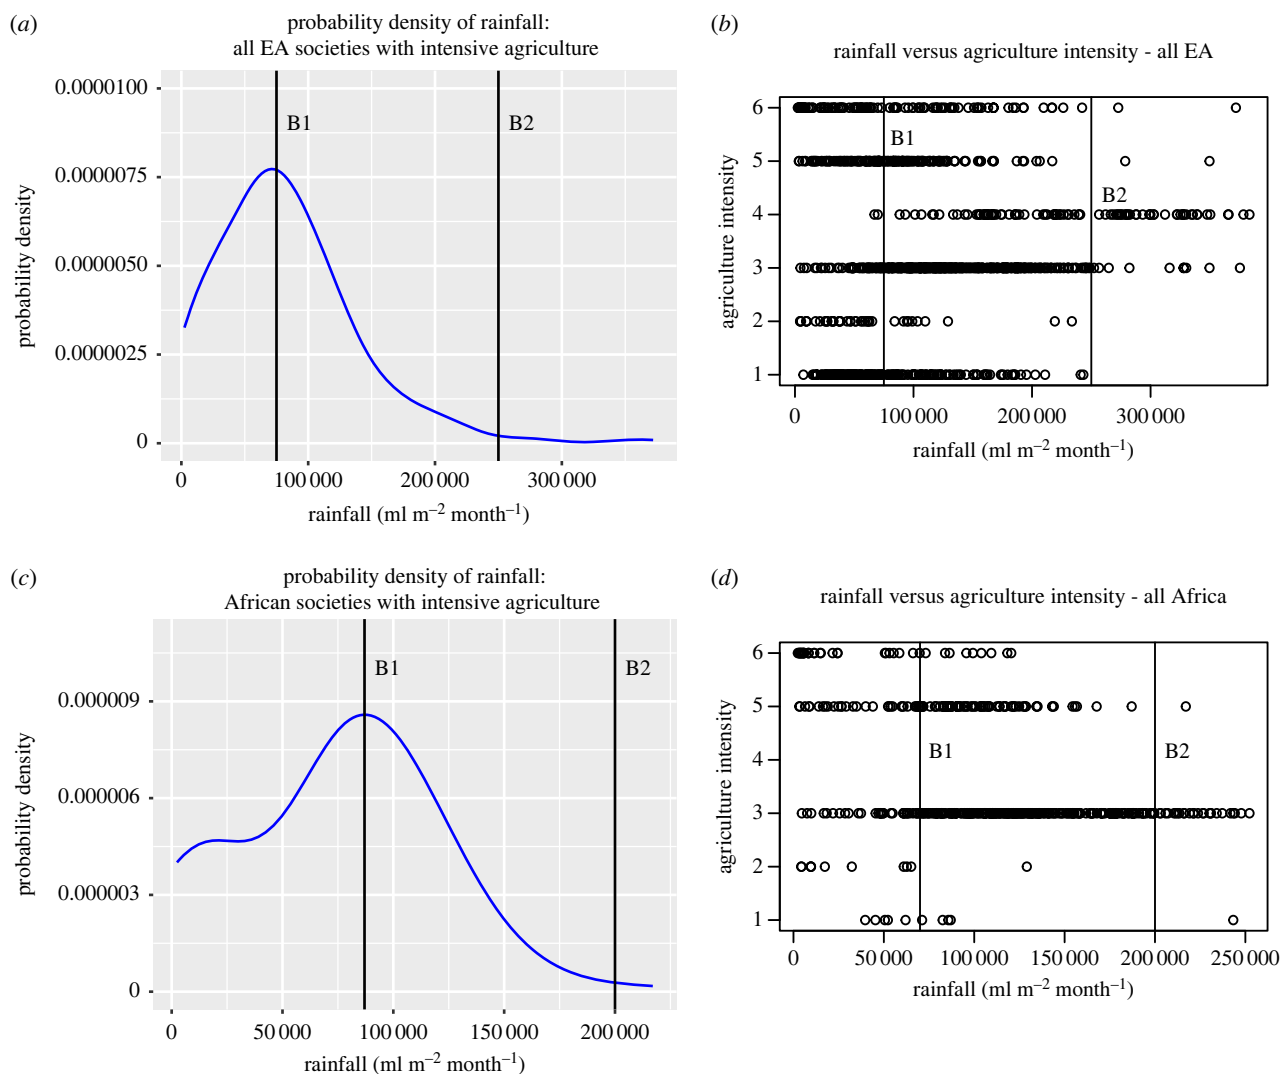 (a)
probability density of rainfall:
all EA societies with intensive agriculture
0.0000100
0.0000075
0.0000050
0.0000025
0
probability density
B1
B2
0
100 000
200 000
300 000
rainfall (ml m⁻² month⁻¹)
(b)
rainfall versus agriculture intensity - all EA
6
5
4
3
2
1
agriculture intensity
B1
B2
0
100 000
200 000
300 000
rainfall (ml m⁻² month⁻¹)
(c)
probability density of rainfall:
African societies with intensive agriculture
0.000009
0.000006
0.000003
0
probability density
B1
B2
0
50 000
100 000
150 000
200 000
rainfall (ml m⁻² month⁻¹)
(d)
rainfall versus agriculture intensity - all Africa
6
5
4
3
2
1
agriculture intensity
B1
B2
0
50 000
100 000
150 000
200 000
250 000
rainfall (ml m⁻² month⁻¹)